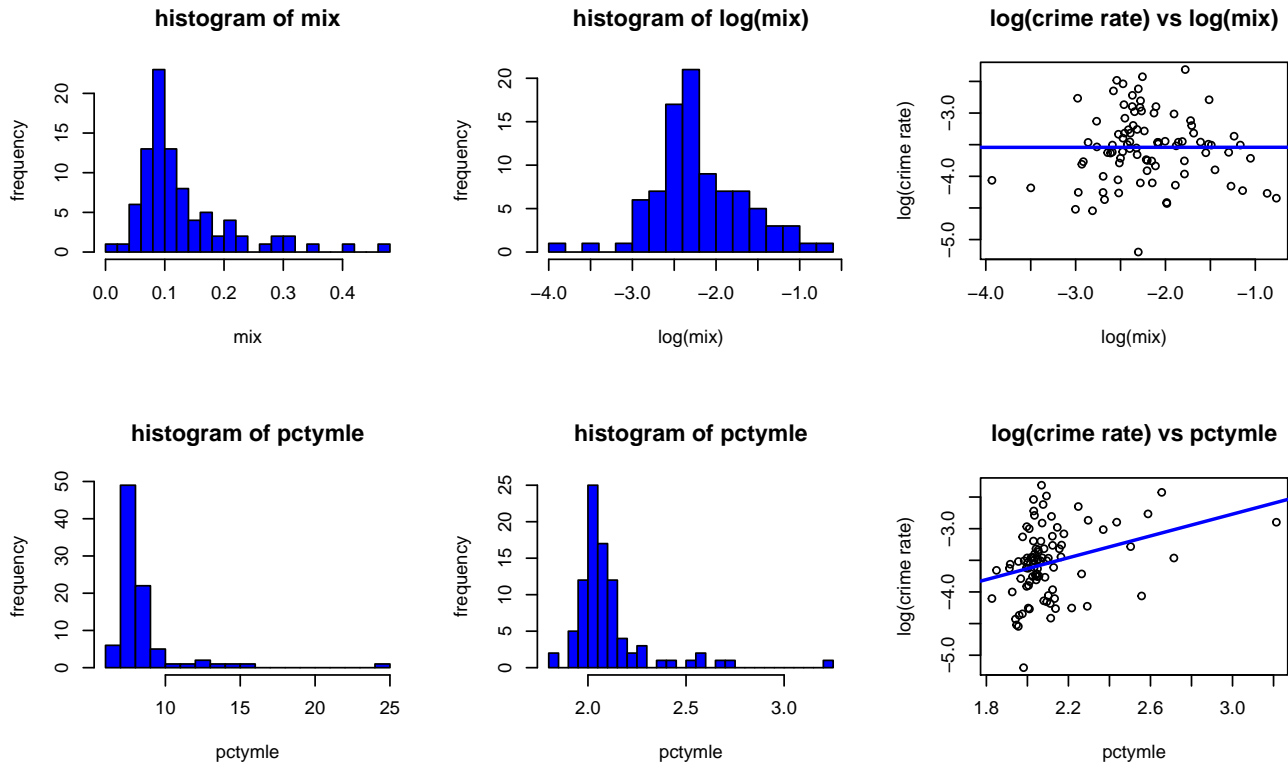 histogram of mix
frequency
0 5 10 15 20
0.0 0.1 0.2 0.3 0.4
mix
histogram of log(mix)
frequency
0 5 10 15 20
−4.0 −3.0 −2.0 −1.0
log(mix)
log(crime rate) vs log(mix)
log(crime rate)
−5.0 −4.0 −3.0
−4.0 −3.0 −2.0 −1.0
log(mix)
histogram of pctymle
frequency
0 10 20 30 40 50
10 15 20 25
pctymle
histogram of pctymle
frequency
0 5 10 15 20 25
2.0 2.5 3.0
pctymle
log(crime rate) vs pctymle
log(crime rate)
−5.0 −4.0 −3.0
1.8 2.2 2.6 3.0
pctymle